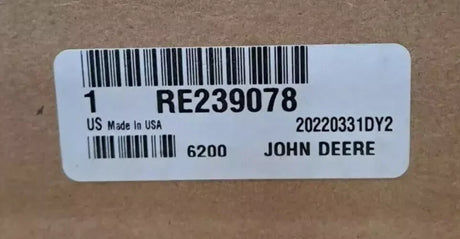 1 RE239078
US Made in USA 20220331DY2
6200 JOHN DEERE